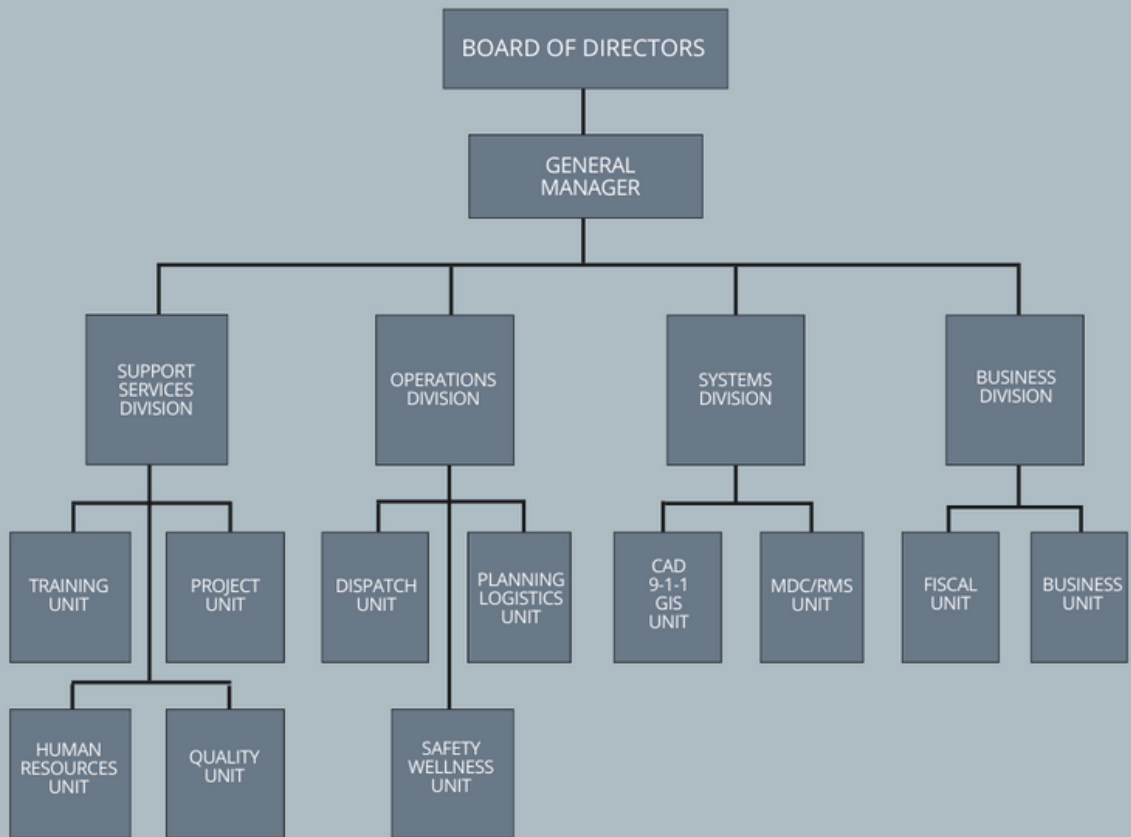 BOARD OF DIRECTORS
GENERAL
MANAGER
SUPPORT
SERVICES
DIVISION
OPERATIONS
DIVISION
SYSTEMS
DIVISION
BUSINESS
DIVISION
TRAINING
UNIT
PROJECT
UNIT
DISPATCH
UNIT
PLANNING
LOGISTICS
UNIT
CAD
9-1-1
GIS
UNIT
MDC/RMS
UNIT
FISCAL
UNIT
BUSINESS
UNIT
HUMAN
RESOURCES
UNIT
QUALITY
UNIT
SAFETY
WELLNESS
UNIT